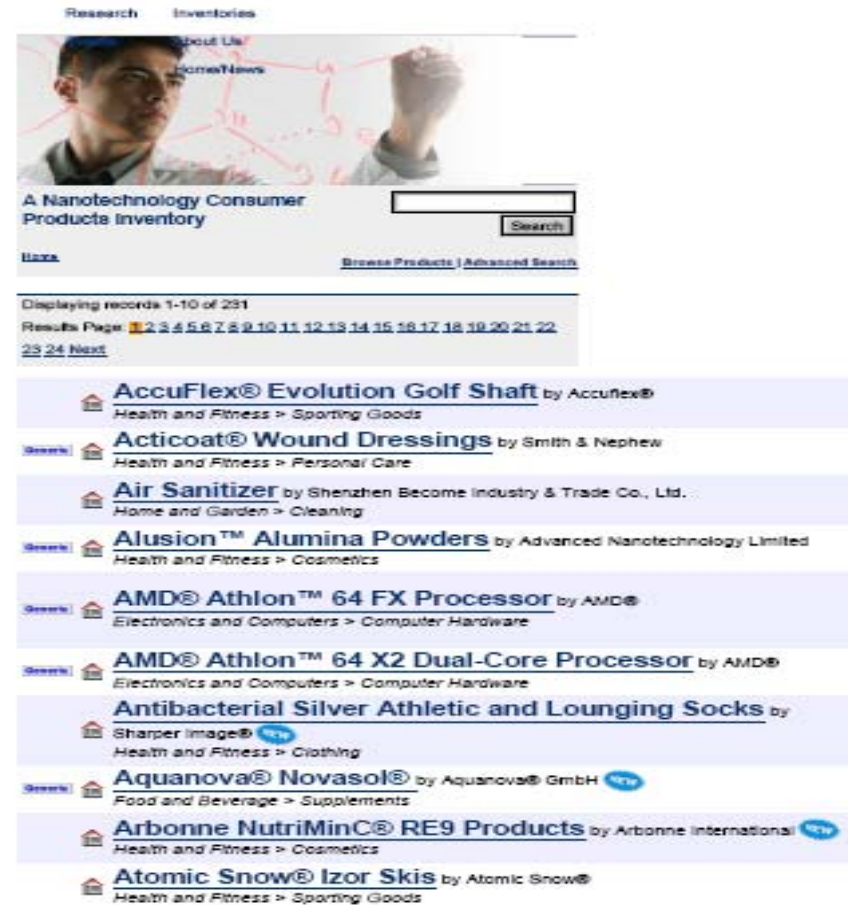 Research Inventories
About Us
Home/News
A Nanotechnology Consumer
Products Inventory
Search
Home
Browse Products | Advanced Search
Displaying records 1-10 of 231
Results Page: 1 2 3 4 5 6 7 8 9 10 11 12 13 14 15 16 17 18 19 20 21 22
23 24 Next
AccuFlex® Evolution Golf Shaft by Accuflex®
Health and Fitness > Sporting Goods
Generic Acticoat® Wound Dressings by Smith & Nephew
Health and Fitness > Personal Care
Air Sanitizer by Shenzhen Become Industry & Trade Co., Ltd.
Home and Garden > Cleaning
Generic Alusion™ Alumina Powders by Advanced Nanotechnology Limited
Health and Fitness > Cosmetics
Generic AMD® Athlon™ 64 FX Processor by AMD®
Electronics and Computers > Computer Hardware
Generic AMD® Athlon™ 64 X2 Dual-Core Processor by AMD®
Electronics and Computers > Computer Hardware
Antibacterial Silver Athletic and Lounging Socks by
Sharper Image® NEW
Health and Fitness > Clothing
Generic Aquanova® Novasol® by Aquanova® GmbH NEW
Food and Beverage > Supplements
Arbonne NutriMinC® RE9 Products by Arbonne International NEW
Health and Fitness > Cosmetics
Atomic Snow® Izor Skis by Atomic Snow®
Health and Fitness > Sporting Goods